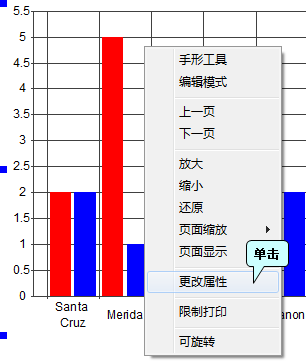 5.5
5
4.5
4
3.5
3
2.5
2
1.5
1
0.5
0
Santa
Cruz
Merida
手形工具
编辑模式
上一页
下一页
放大
缩小
还原
页面缩放
页面显示
更改属性
限制打印
可旋转
单击